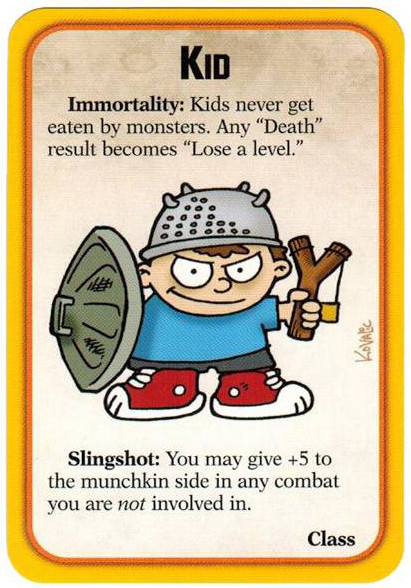 KID
Immortality: Kids never get
eaten by monsters. Any “Death”
result becomes “Lose a level.”
KOVALIC
Slingshot: You may give +5 to
the munchkin side in any combat
you are not involved in.
Class